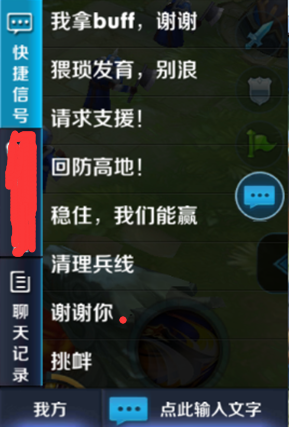 快捷信号
聊天记录
我拿buff，谢谢
猥琐发育，别浪
请求支援！
回防高地！
稳住，我们能赢
清理兵线
谢谢你
挑衅
我方
点此输入文字